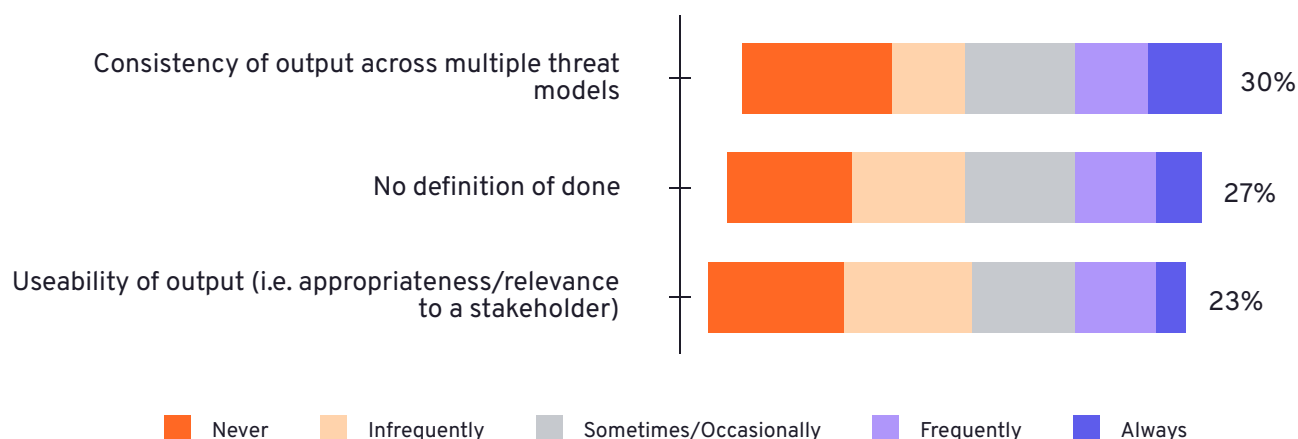 Consistency of output across multiple threat
models
30%
No definition of done
27%
Useability of output (i.e. appropriateness/relevance
to a stakeholder)
23%
Never Infrequently Sometimes/Occasionally Frequently Always